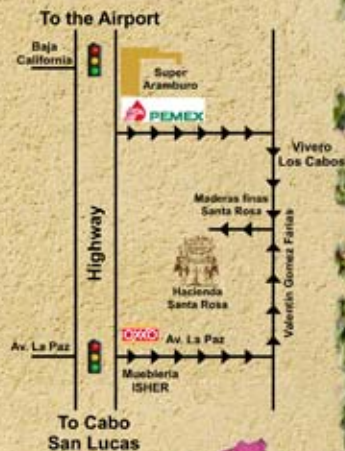 To the Airport
Baja
California
Super
Aramburo
PEMEX
Vivero
Los Cabos
Maderas finas
Santa Rosa
Highway
Valentin Gomez Farias
Hacienda
Santa Rosa
OXXO
Av. La Paz
Av. La Paz
Muebleria
ISHER
To Cabo
San Lucas